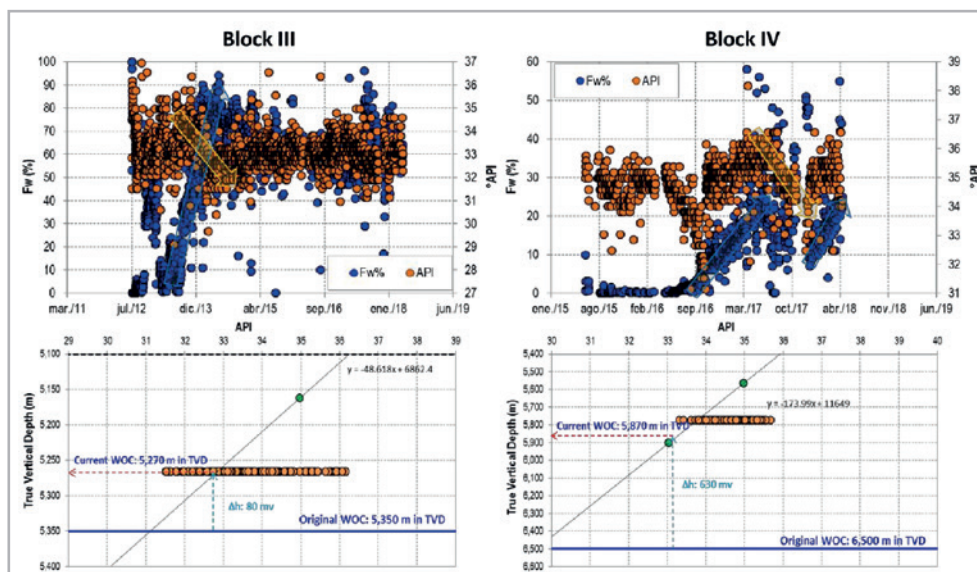 Block III
Block IV
100
90
80
70
60
50
40
30
20
10
0
Fw (%)
37
36
35
34
33
32
31
30
29
28
27
°API
Fw% API
mar./11 jul./12 dic./13 abr./15 sep./16 ene./18 jun./19
60
50
40
30
20
10
0
Fw (%)
39
38
37
36
35
34
33
32
31
°API
Fw% API
ene./15 ago./15 feb./16 sep./16 mar./17 oct./17 abr./18 nov./18 jun./19
API
29 31 33 35 37 39
5.100
5.150
5.200
5.250
5.300
5.350
5.400
True Vertical Depth (m)
y = -48.618x + 6862.4
Current WOC: 5,270 m in TVD
Δh: 80 mv
Original WOC: 5,350 m in TVD
API
30 31 32 33 34 35 36 37 38 39 40
5,400
5,500
5,600
5,700
5,800
5,900
6,000
6,100
6,200
6,300
6,400
6,500
6,600
True Vertical Depth (m)
y = -173.99x + 11649
Current WOC: 5,870 m in TVD
Δh: 630 mv
Original WOC: 6,500 m in TVD